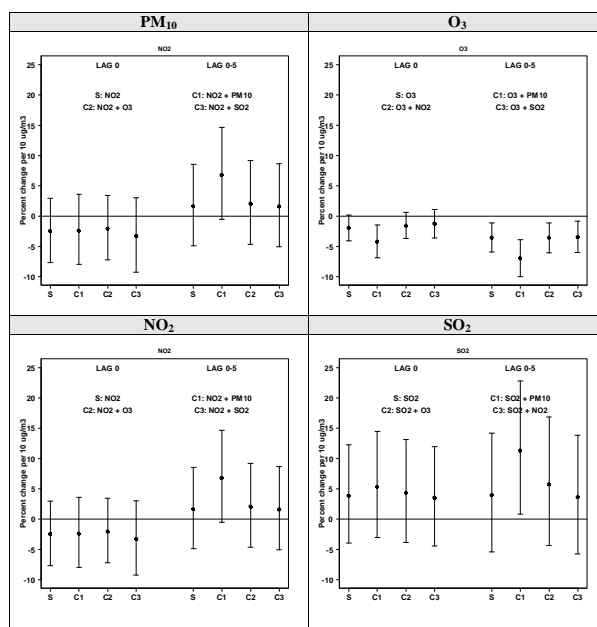 PM10 O3
NO2
LAG 0 LAG 0-5
S: NO2 C1: NO2 + PM10
C2: NO2 + O3 C3: NO2 + SO2
Percent change per 10 ug/m3
25
20
15
10
5
0
-5
-10
S C1 C2 C3 S C1 C2 C3
O3
LAG 0 LAG 0-5
S: O3 C1: O3 + PM10
C2: O3 + NO2 C3: O3 + SO2
Percent change per 10 ug/m3
25
20
15
10
5
0
-5
-10
S C1 C2 C3 S C1 C2 C3
NO2 SO2
NO2
LAG 0 LAG 0-5
S: NO2 C1: NO2 + PM10
C2: NO2 + O3 C3: NO2 + SO2
Percent change per 10 ug/m3
25
20
15
10
5
0
-5
-10
S C1 C2 C3 S C1 C2 C3
SO2
LAG 0 LAG 0-5
S: SO2 C1: SO2 + PM10
C2: SO2 + O3 C3: SO2 + NO2
Percent change per 10 ug/m3
25
20
15
10
5
0
-5
-10
S C1 C2 C3 S C1 C2 C3